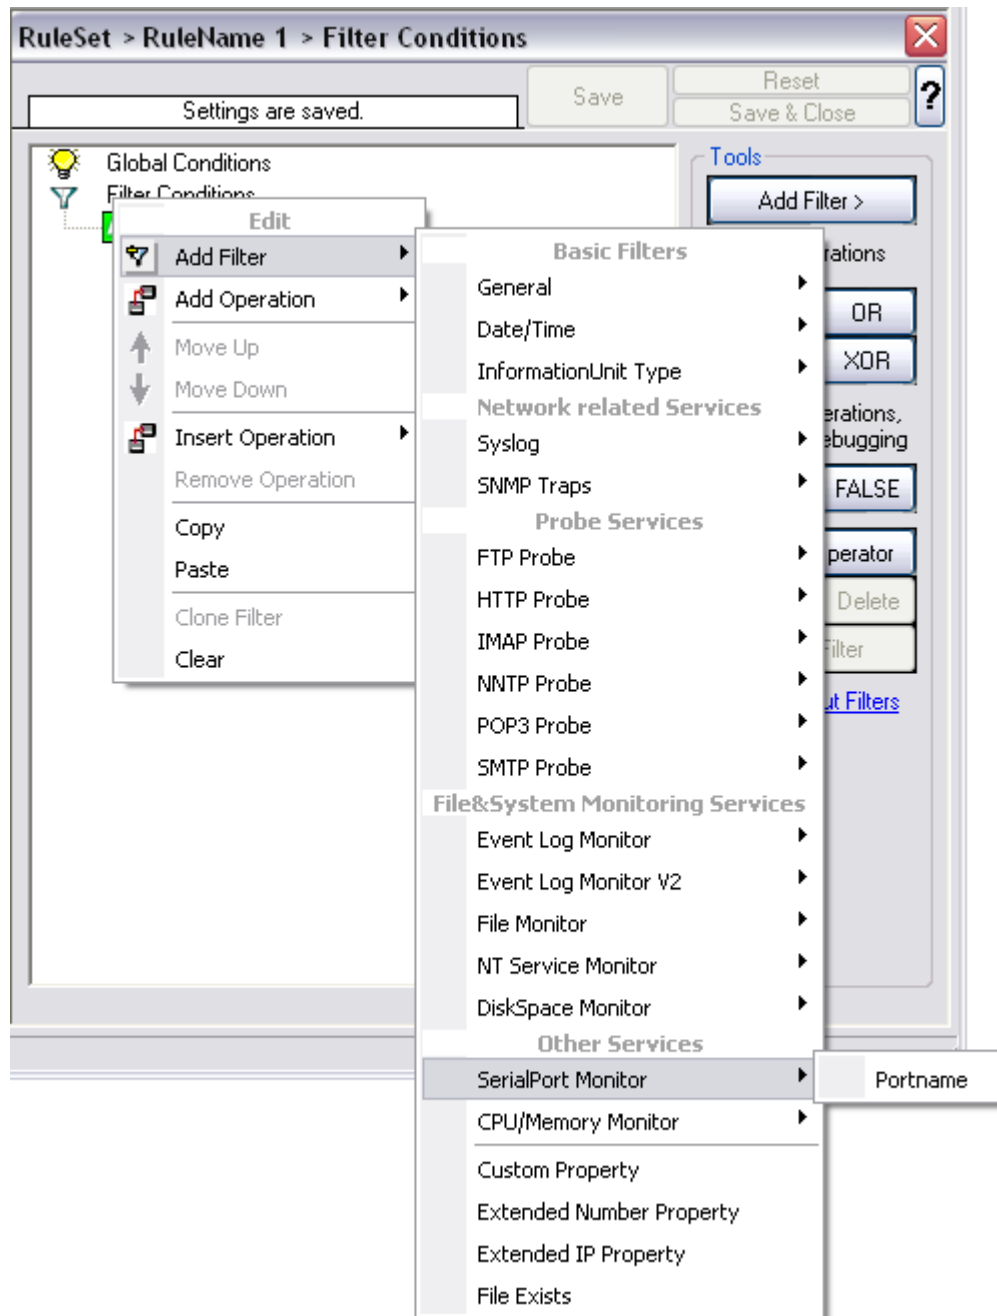 RuleSet > RuleName 1 > Filter Conditions
Settings are saved.
Save
Reset
Save & Close
?
Global Conditions
Filter Conditions
Tools
Add Filter >
OR
XOR
FALSE
Delete
Filter
Filters
Edit
Add Filter
Add Operation
Move Up
Move Down
Insert Operation
Remove Operation
Copy
Paste
Clone Filter
Clear
Basic Filters
General
Date/Time
InformationUnit Type
Network related Services
Syslog
SNMP Traps
Probe Services
FTP Probe
HTTP Probe
IMAP Probe
NNTP Probe
POP3 Probe
SMTP Probe
File&System Monitoring Services
Event Log Monitor
Event Log Monitor V2
File Monitor
NT Service Monitor
DiskSpace Monitor
Other Services
SerialPort Monitor
CPU/Memory Monitor
Custom Property
Extended Number Property
Extended IP Property
File Exists
Portname